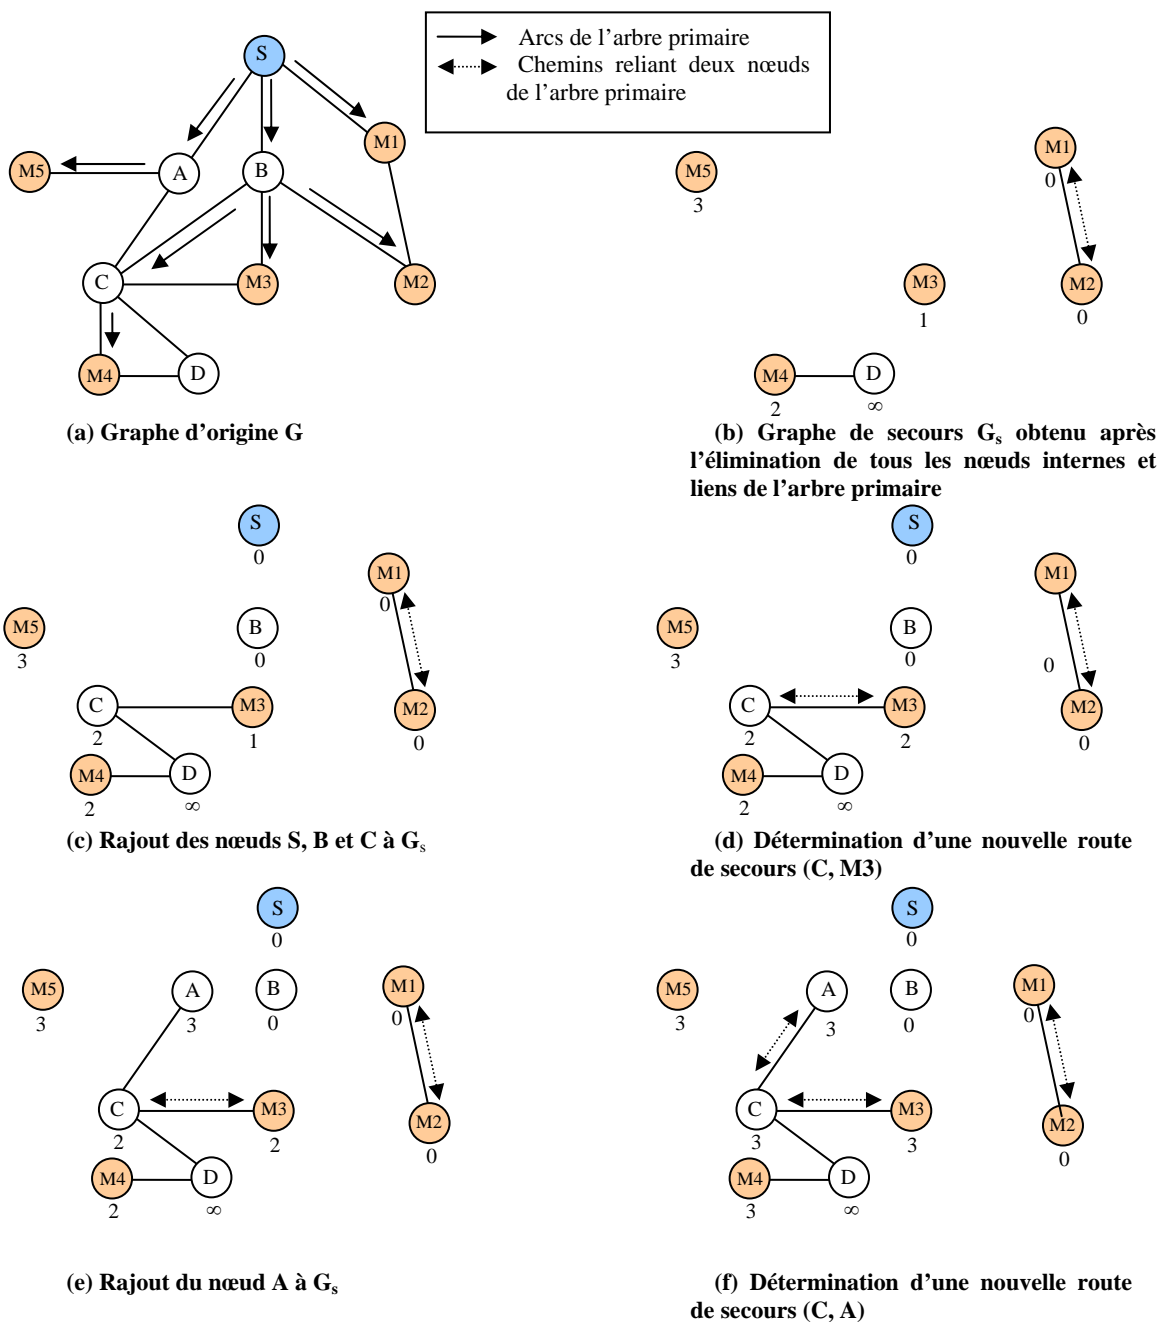 Arcs de l'arbre primaire
Chemins reliant deux nœuds
de l'arbre primaire
S
M1
M5
A
B
C
M3
M2
M4
D
(a) Graphe d'origine G
M1
0
M5
3
M3
1
M2
0
M4
2
D
∞
(b) Graphe de secours Gs obtenu après
l'élimination de tous les nœuds internes et
liens de l'arbre primaire
S
0
M1
0
M5
3
B
0
C
2
M3
1
M2
0
M4
2
D
∞
(c) Rajout des nœuds S, B et C à Gs
S
0
M1
M5
3
B
0
0
C
2
M3
2
M2
0
M4
2
D
∞
(d) Détermination d'une nouvelle route
de secours (C, M3)
S
0
M5
3
A
3
B
0
M1
0
C
2
M3
2
M2
0
M4
2
D
∞
(e) Rajout du nœud A à Gs
S
0
M5
3
A
3
B
0
M1
0
C
3
M3
3
M2
0
M4
3
D
∞
(f) Détermination d'une nouvelle route
de secours (C, A)